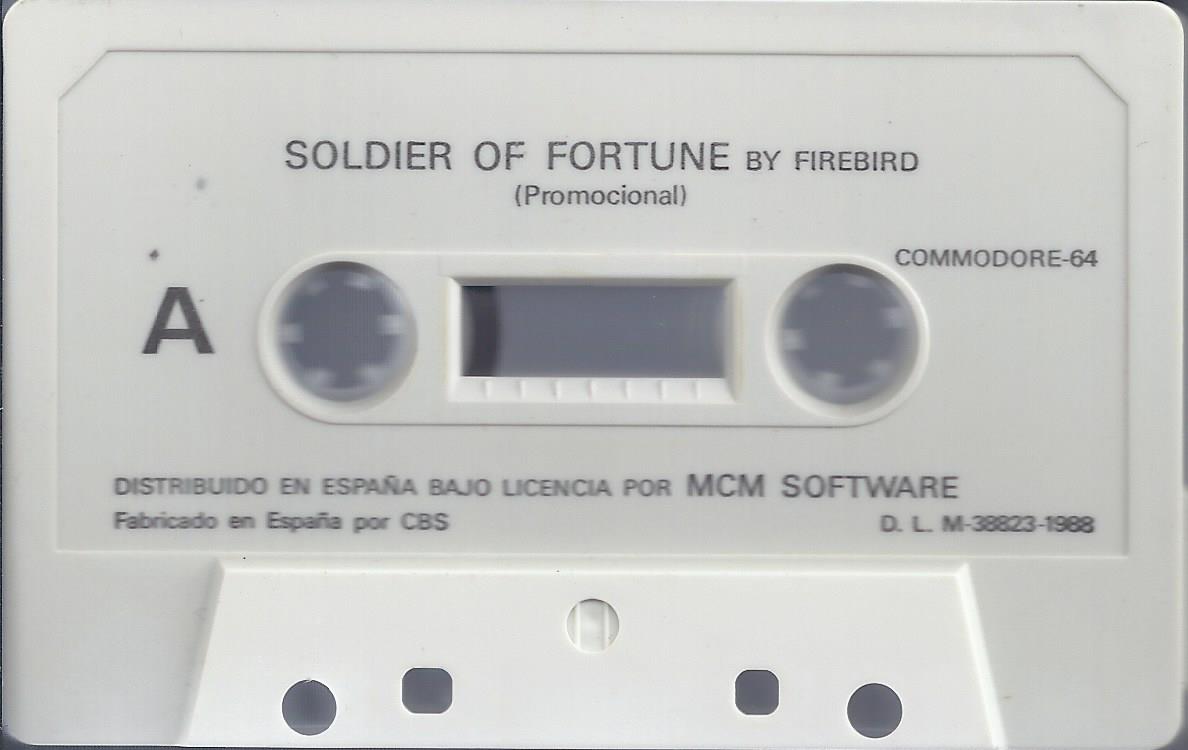 SOLDIER OF FORTUNE BY FIREBIRD
(Promocional)
COMMODORE-64
A
DISTRIBUIDO EN ESPAÑA BAJO LICENCIA POR MCM SOFTWARE
Fabricado en España por CBS
D. L. M-38823-1988